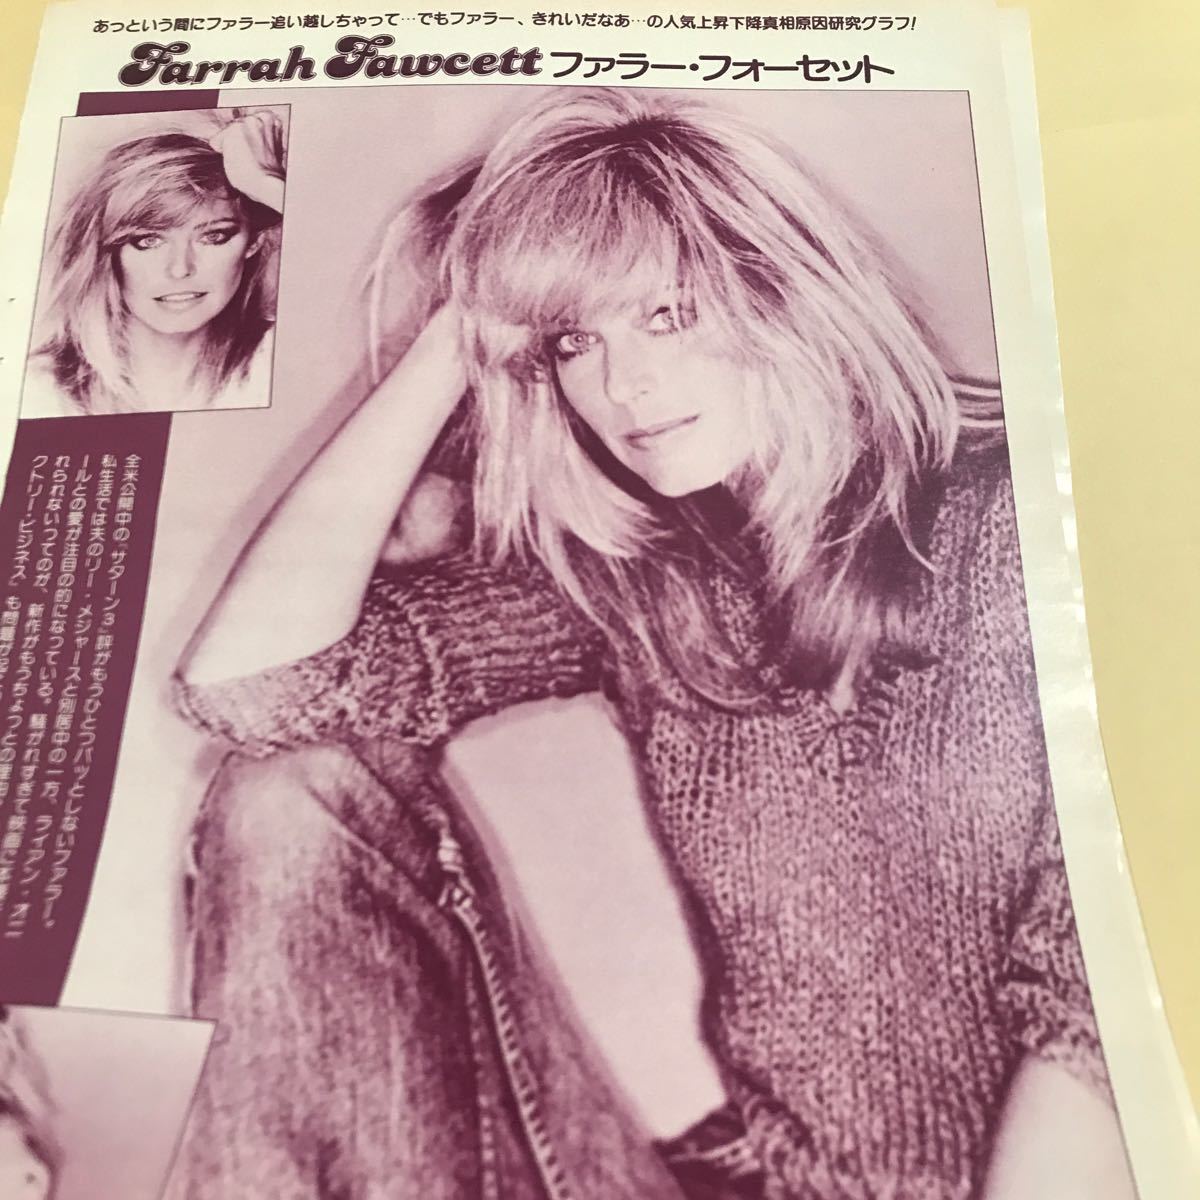 あっという間にファラー追い越しちゃって…でもファラー、きれいだなあ…の人気上昇下降真相原因研究グラフ!
Farrah Fawcett ファラー・フォーセット
全米公開中の“サターン3”評がもうひとつパッとしないファラー。
私生活では夫のリー・メジャースと別居中の一方、ライアン・オニ
ールとの愛が注目の的になっている。騒がれすぎて映画に
れられないってのが、新作がもうちょっとの理由。
クトリー・ビジネス”も問題が